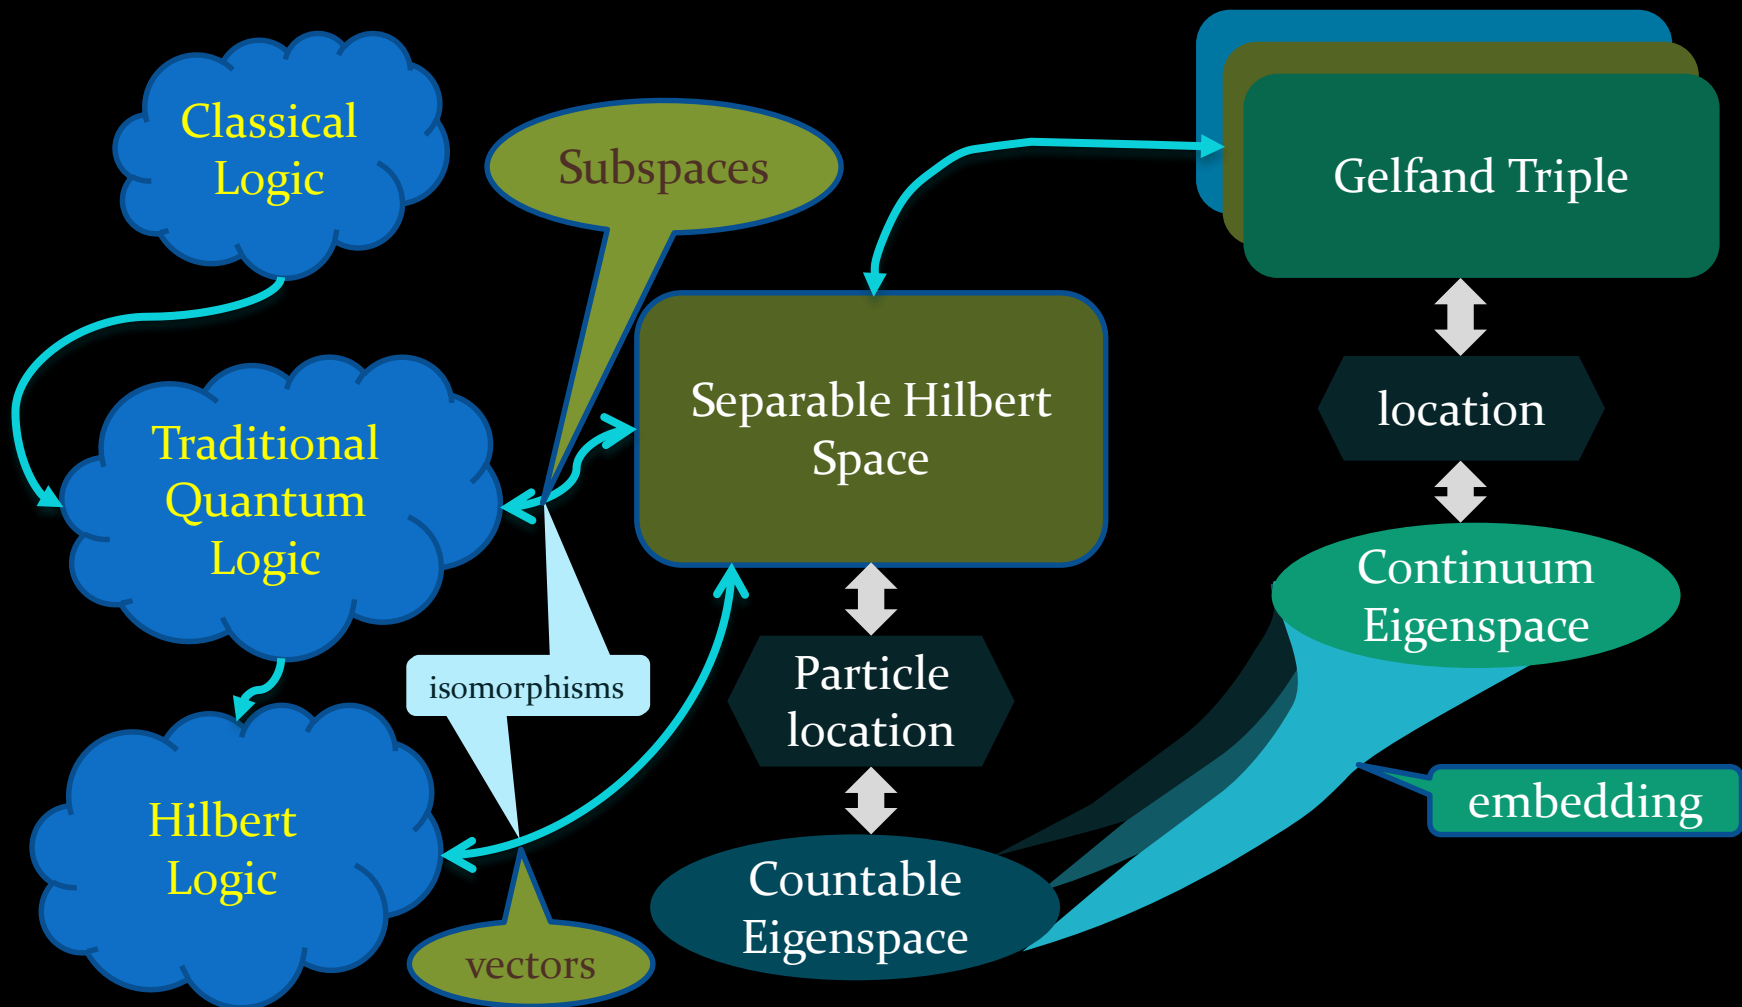 Classical
Logic
Subspaces
Gelfand Triple
Separable Hilbert
Space
location
Traditional
Quantum
Logic
Continuum
Eigenspace
isomorphisms
Particle
location
embedding
Hilbert
Logic
Countable
Eigenspace
vectors